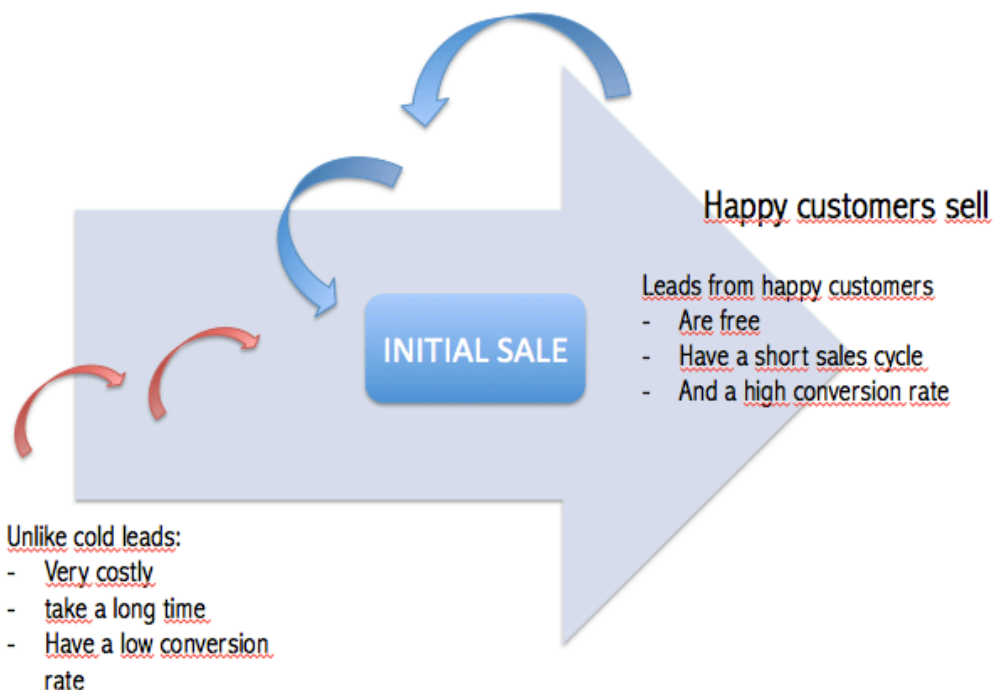 Happy customers sell
Leads from happy customers
- Are free
- Have a short sales cycle
- And a high conversion rate
INITIAL SALE
Unlike cold leads:
- Very costly
- take a long time
- Have a low conversion
rate